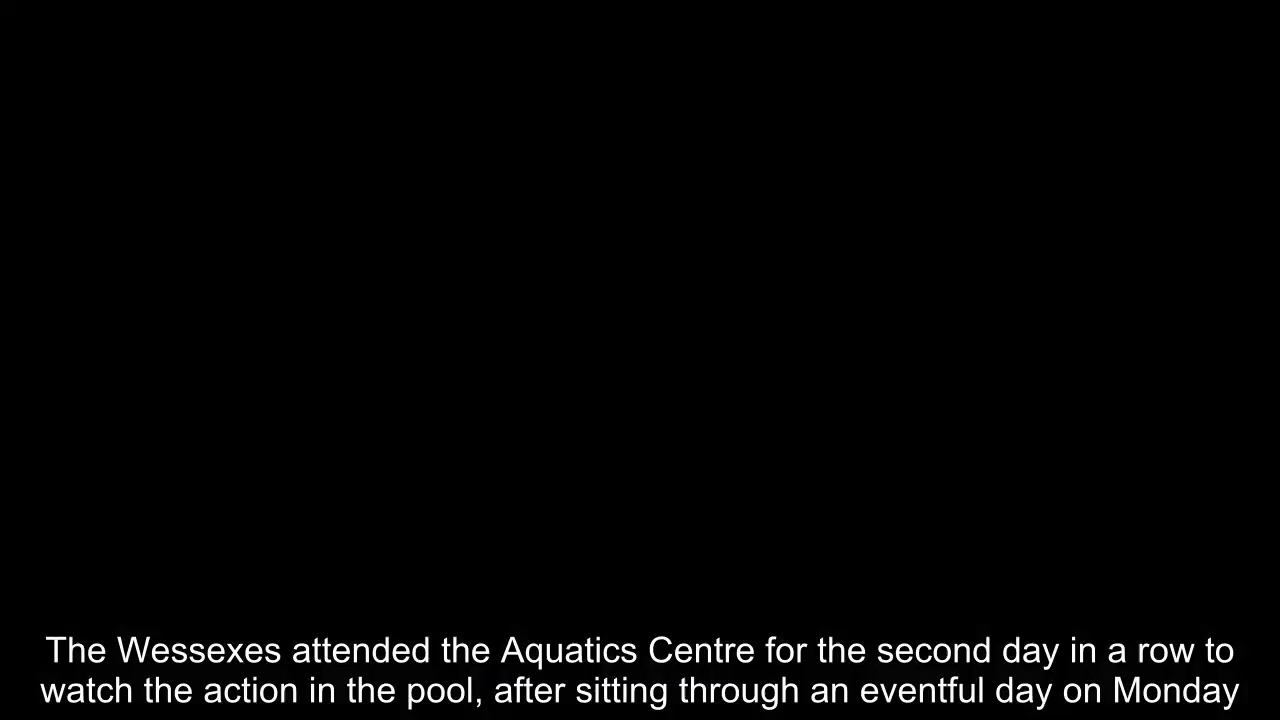 The Wessexes attended the Aquatics Centre for the second day in a row to
watch the action in the pool, after sitting through an eventful day on Monday